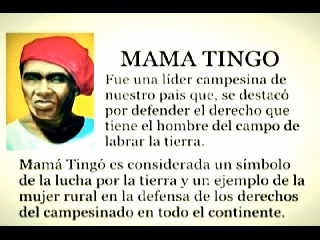 MAMA TINGO
Fue una líder campesina de
nuestro pais que, se destacó
por defender el derecho que
tiene el hombre del campo de
labrar la tierra.
Mamá Tingó es considerada un símbolo
de la lucha por la tierra y un ejemplo de la
mujer rural en la defensa de los derechos
del campesinado en todo el continente.